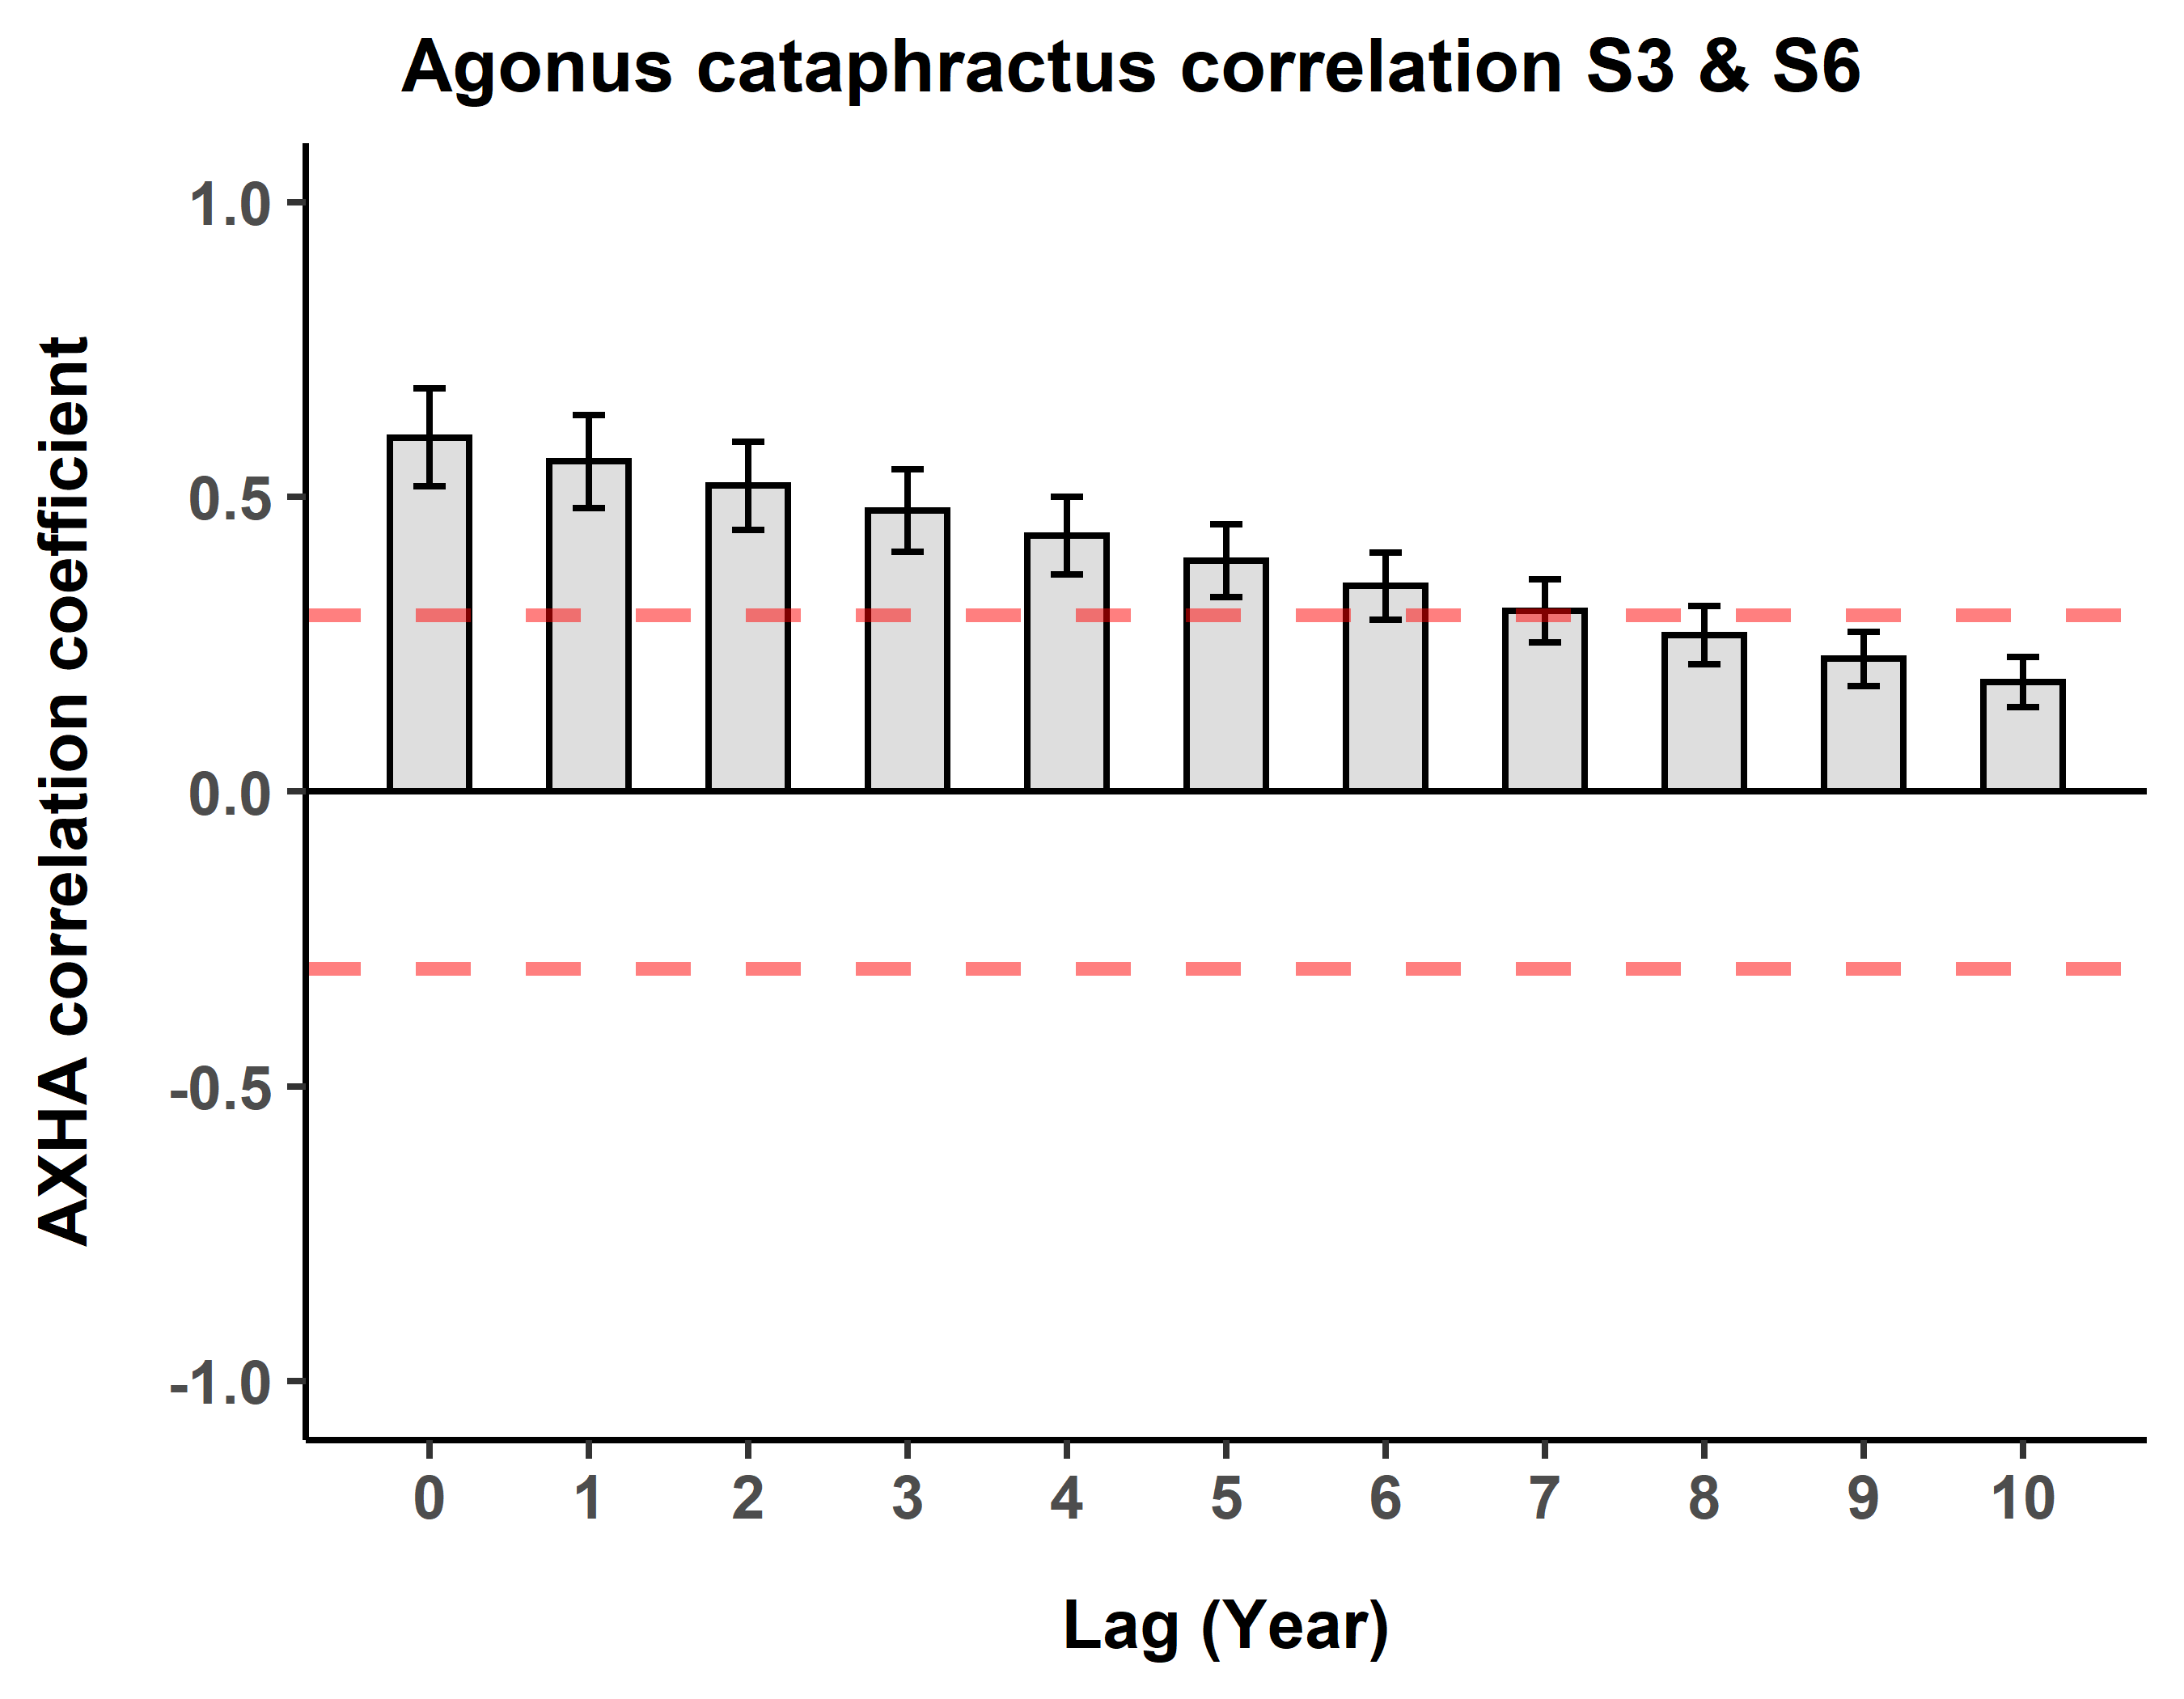 Agonus cataphractus correlation S3 & S6
AXHA correlation coefficient
1.0
0.5
0.0
-0.5
-1.0
0 1 2 3 4 5 6 7 8 9 10
Lag (Year)